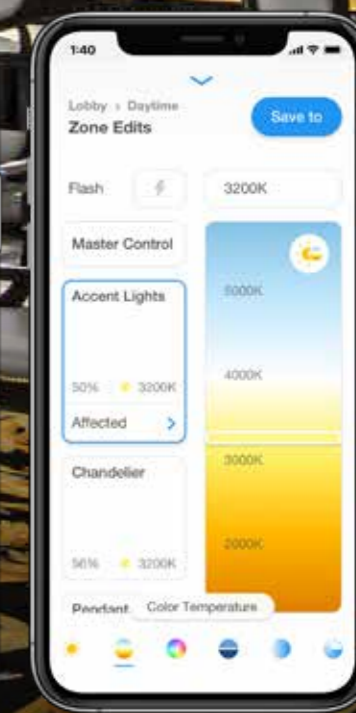 1:40
Lobby > Daytime
Zone Edits
Save to
Flash
3200K
Master Control
Accent Lights
50% 3200K
Affected >
Chandelier
56% 3200K
Pendant
5000K
4000K
3000K
2000K
Color Temperature